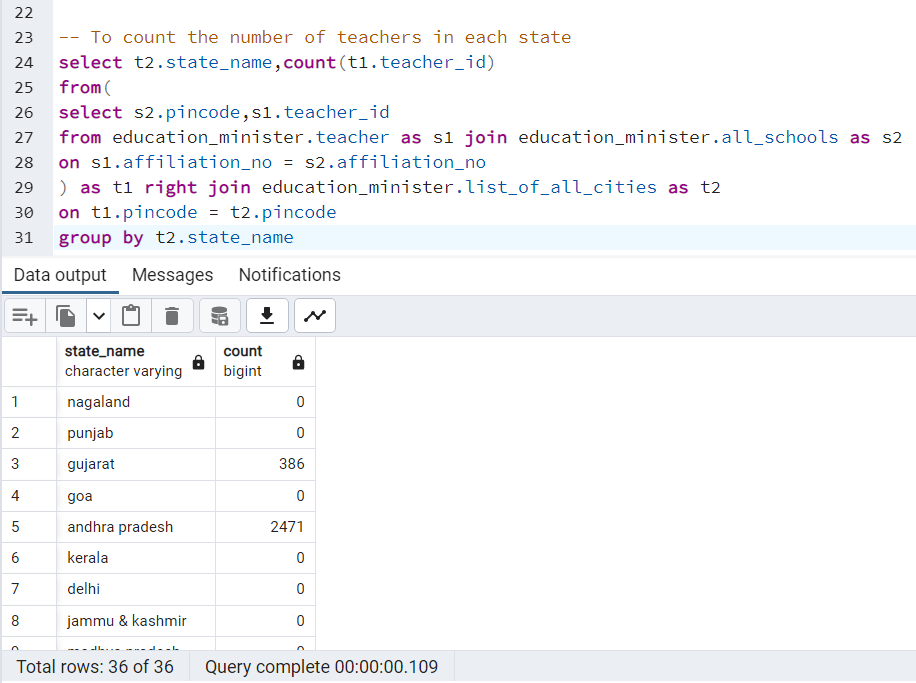 22
23 -- To count the number of teachers in each state
24 select t2.state_name,count(t1.teacher_id)
25 from(
26 select s2.pincode,s1.teacher_id
27 from education_minister.teacher as s1 join education_minister.all_schools as s2
28 on s1.affiliation_no = s2.affiliation_no
29 ) as t1 right join education_minister.list_of_all_cities as t2
30 on t1.pincode = t2.pincode
31 group by t2.state_name
Data output Messages Notifications
state_name count
character varying bigint
1 nagaland 0
2 punjab 0
3 gujarat 386
4 goa 0
5 andhra pradesh 2471
6 kerala 0
7 delhi 0
8 jammu & kashmir 0
9 madhya pradesh 0
Total rows: 36 of 36 Query complete 00:00:00.109